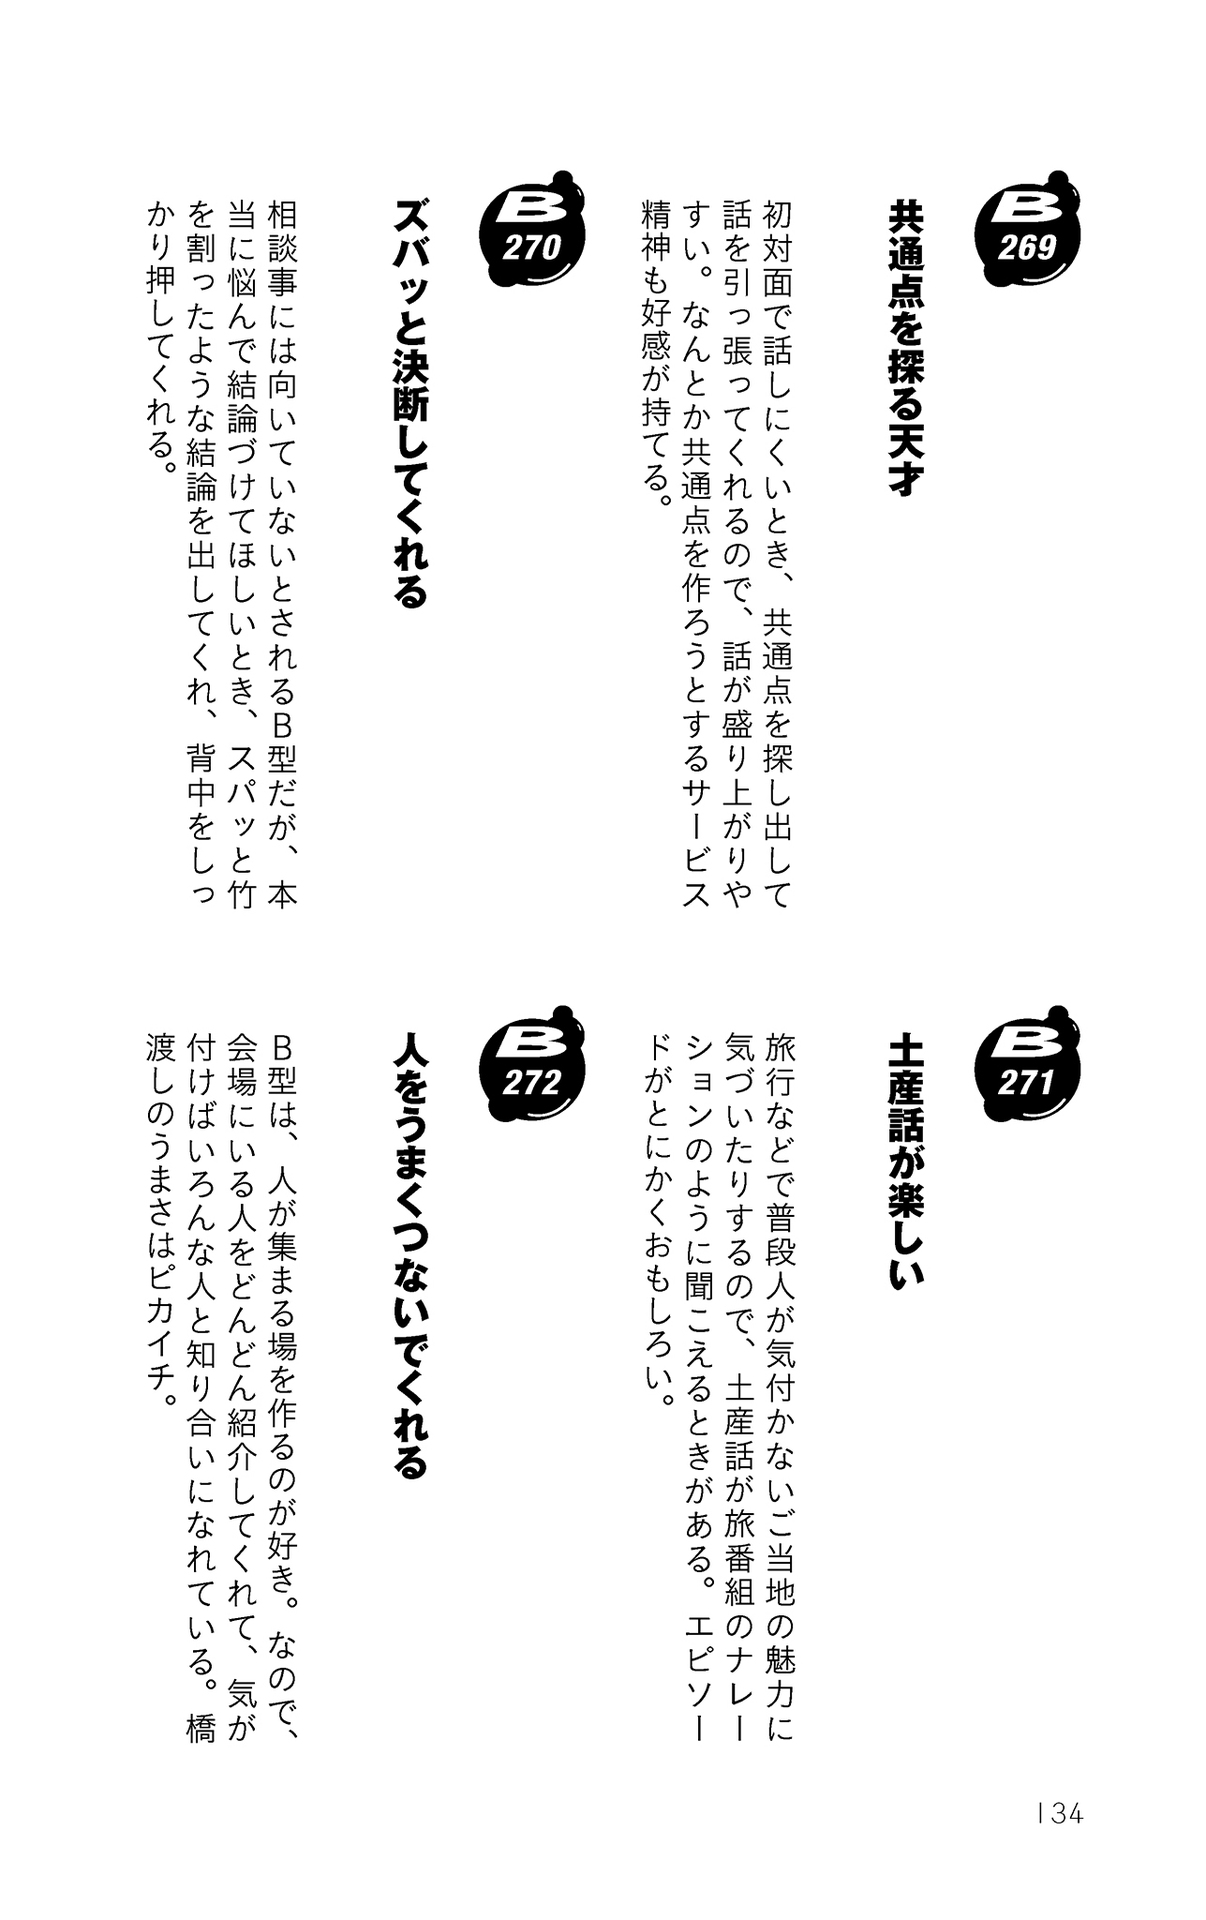 B
269
共通点を探る天才
初対面で話しにくいとき、共通点を探し出して
話を引っ張ってくれるので、話が盛り上がりや
すい。なんとか共通点を作ろうとするサービス
精神も好感が持てる。
B
270
ズバッと決断してくれる
相談事には向いていないとされるB型だが、本
当に悩んで結論づけてほしいとき、スパッと竹
を割ったような結論を出してくれ、背中をしっ
かり押してくれる。
B
271
土産話が楽しい
旅行などで普段人が気付かないご当地の魅力に
気づいたりするので、土産話が旅番組のナレー
ションのように聞こえるときがある。エピソー
ドがとにかくおもしろい。
B
272
人をうまくつないでくれる
B型は、人が集まる場を作るのが好き。なので、
会場にいる人をどんどん紹介してくれて、気が
付けばいろんな人と知り合いになれている。橋
渡しのうまさはピカイチ。
134